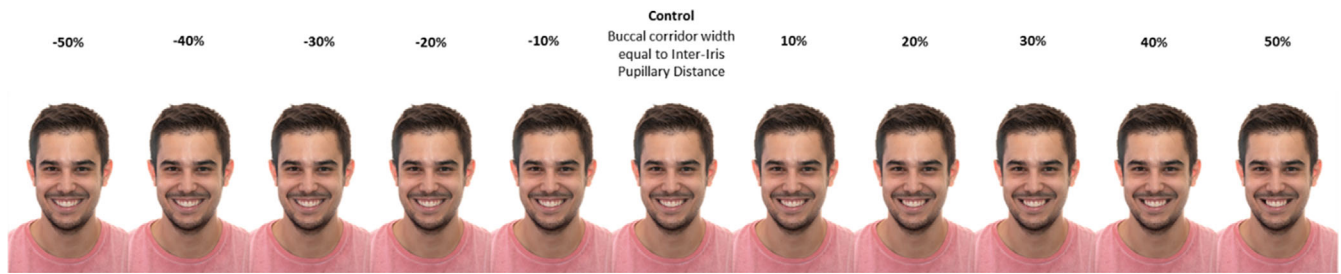 -50%
-40%
-30%
-20%
-10%
Control
Buccal corridor width
equal to Inter-Iris
Pupillary Distance
10%
20%
30%
40%
50%